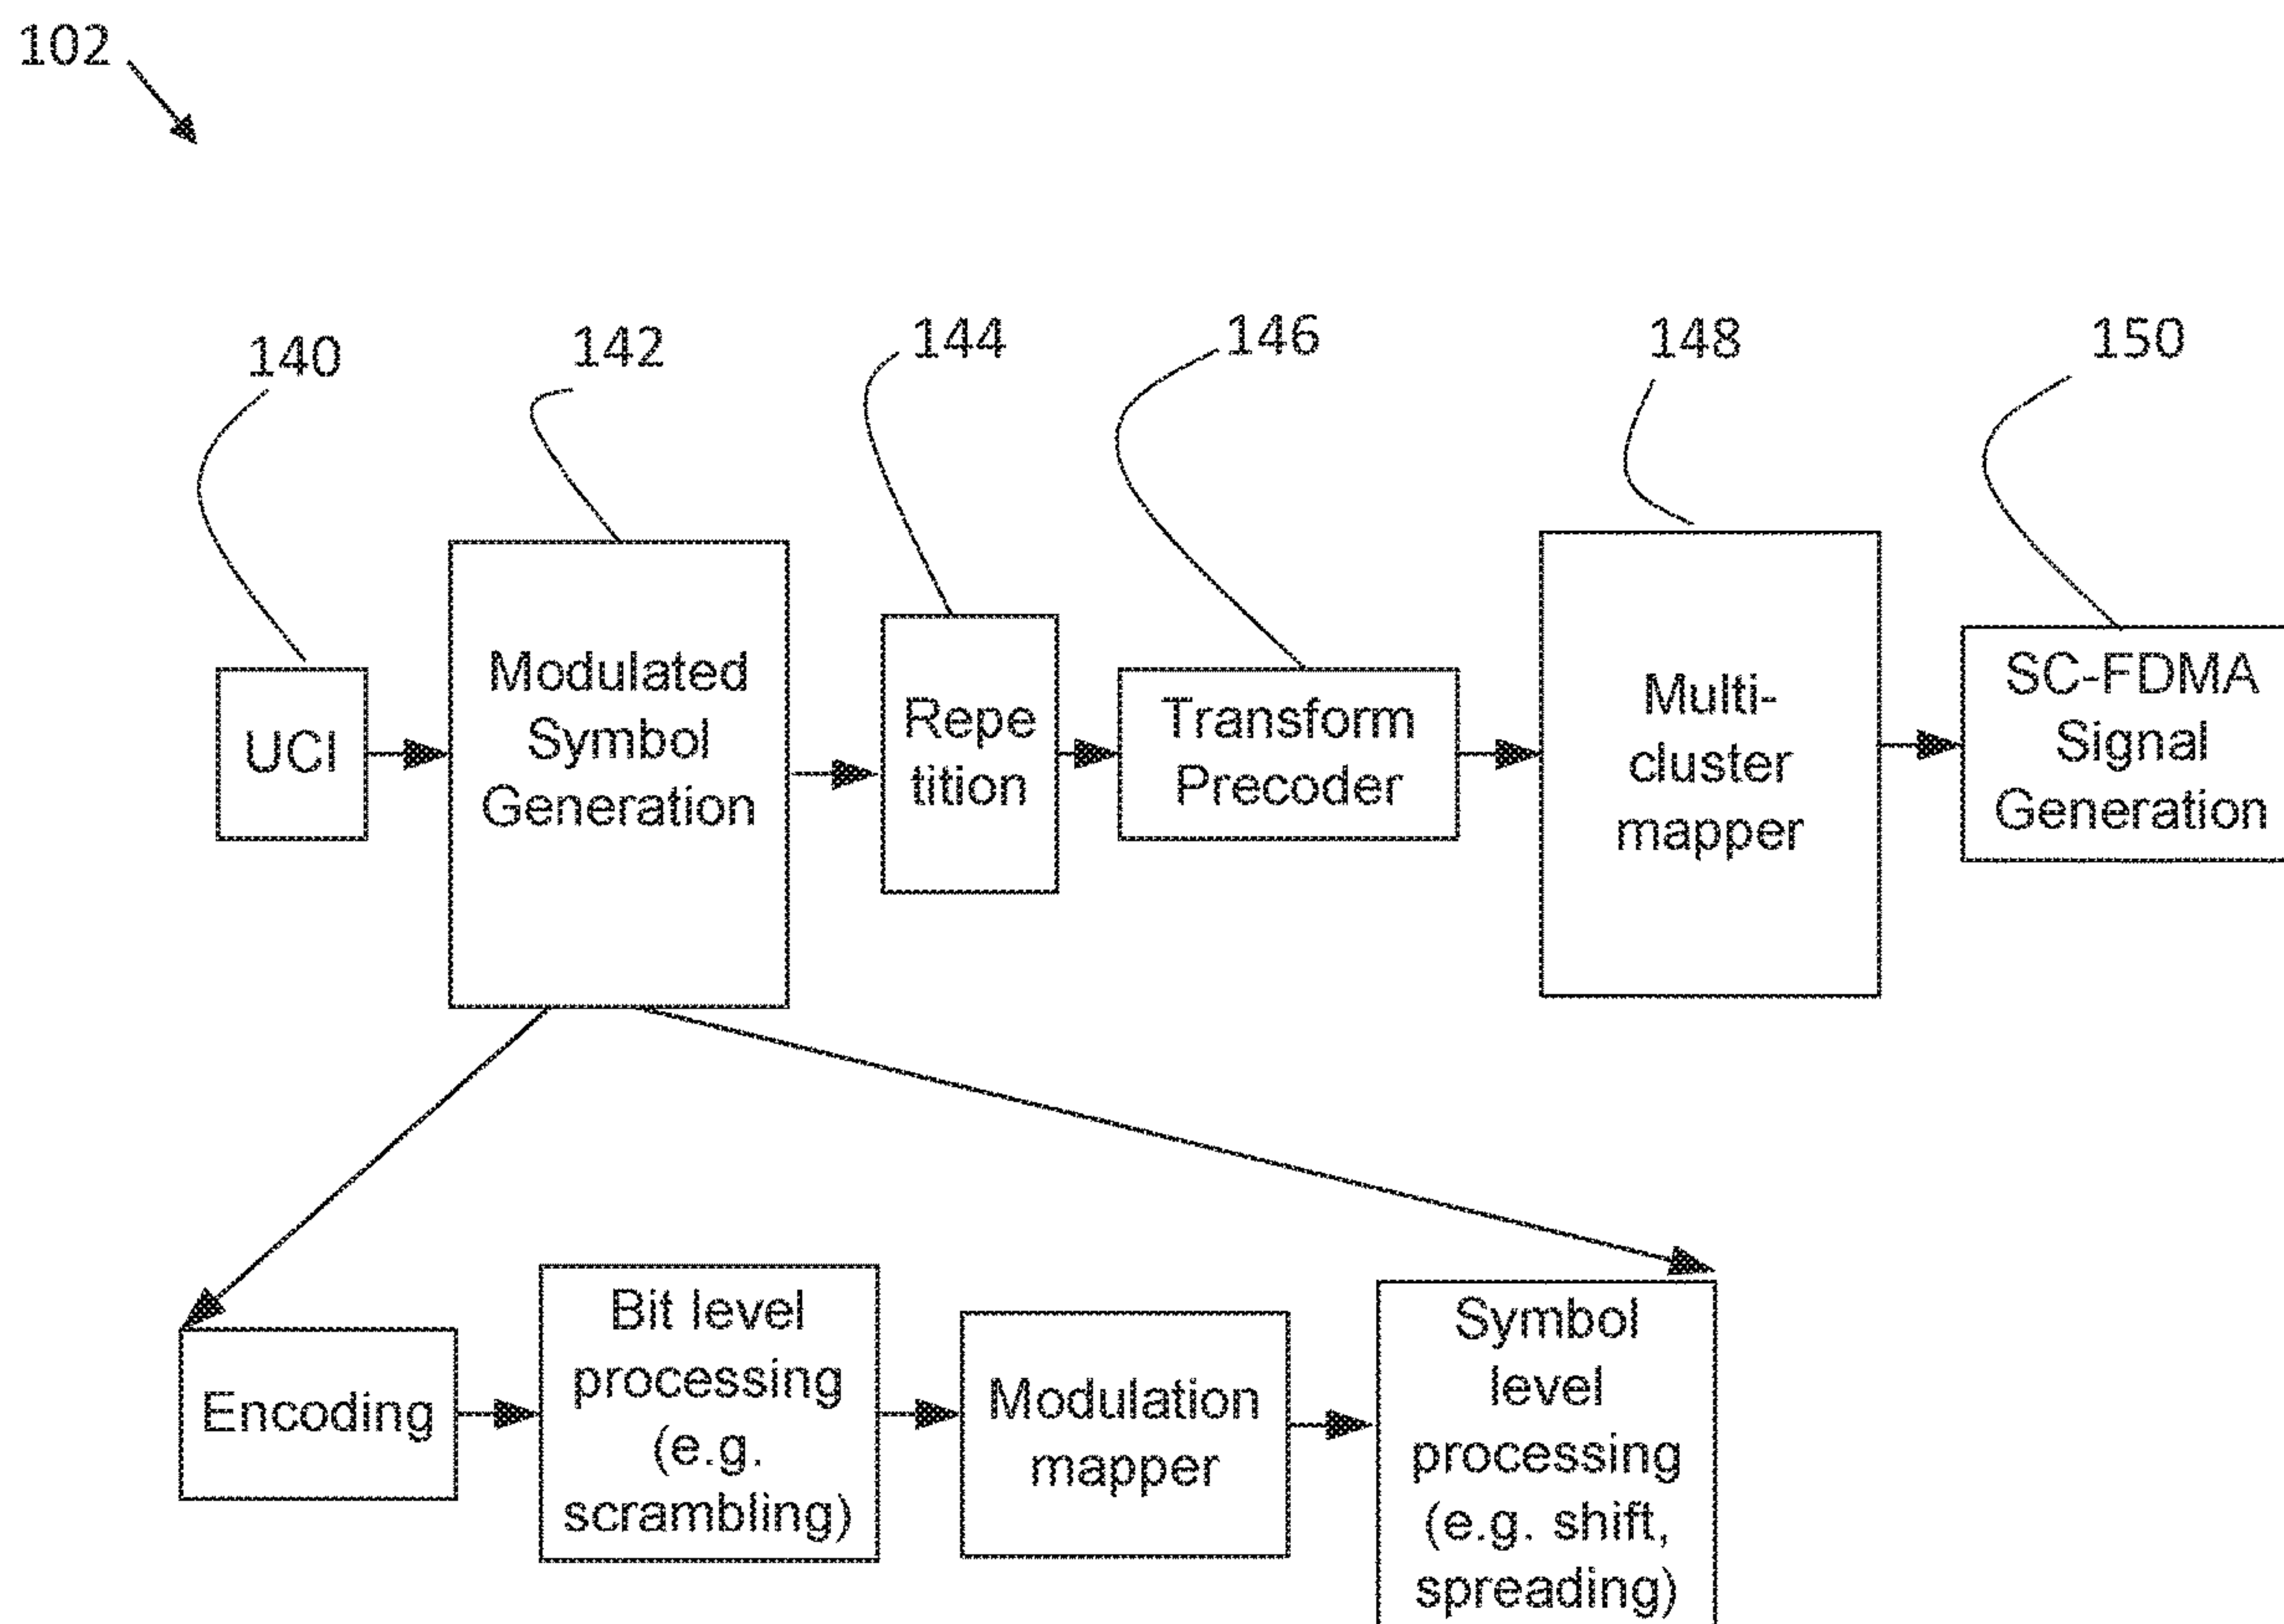 102
140
142
144
146
148
150
UCI
Modulated
Symbol
Generation
Repe
tition
Transform
Precoder
Multi-
cluster
mapper
SC-FDMA
Signal
Generation
Encoding
Bit level
processing
(e.g.
scrambling)
Modulation
mapper
Symbol
level
processing
(e.g. shift,
spreading)